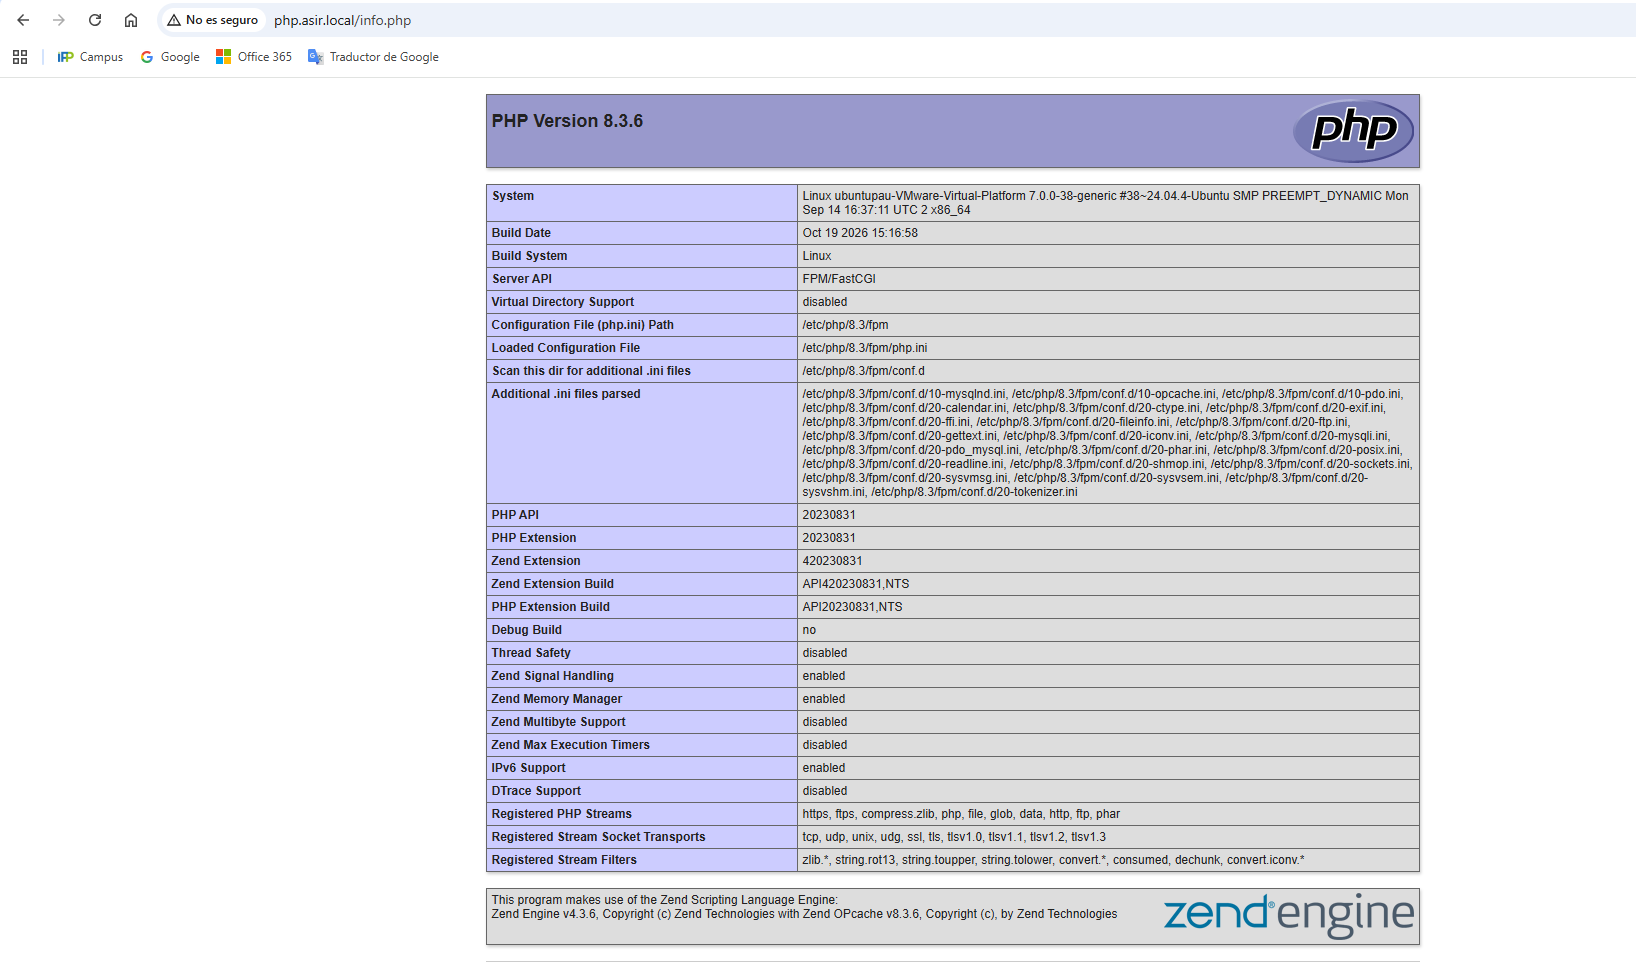 No es seguro php.asir.local/info.php
Campus Google Office 365 Traductor de Google
PHP Version 8.3.6
php
System Linux ubuntupau-VMware-Virtual-Platform 7.0.0-38-generic #38~24.04.4-Ubuntu SMP PREEMPT_DYNAMIC Mon
Sep 14 16:37:11 UTC 2 x86_64
Build Date Oct 19 2026 15:16:58
Build System Linux
Server API FPM/FastCGI
Virtual Directory Support disabled
Configuration File (php.ini) Path /etc/php/8.3/fpm
Loaded Configuration File /etc/php/8.3/fpm/php.ini
Scan this dir for additional .ini files /etc/php/8.3/fpm/conf.d
Additional .ini files parsed /etc/php/8.3/fpm/conf.d/10-mysqlnd.ini, /etc/php/8.3/fpm/conf.d/10-opcache.ini, /etc/php/8.3/fpm/conf.d/10-pdo.ini,
/etc/php/8.3/fpm/conf.d/20-calendar.ini, /etc/php/8.3/fpm/conf.d/20-ctype.ini, /etc/php/8.3/fpm/conf.d/20-exif.ini,
/etc/php/8.3/fpm/conf.d/20-ffi.ini, /etc/php/8.3/fpm/conf.d/20-fileinfo.ini, /etc/php/8.3/fpm/conf.d/20-ftp.ini,
/etc/php/8.3/fpm/conf.d/20-gettext.ini, /etc/php/8.3/fpm/conf.d/20-iconv.ini, /etc/php/8.3/fpm/conf.d/20-mysqli.ini,
/etc/php/8.3/fpm/conf.d/20-pdo_mysql.ini, /etc/php/8.3/fpm/conf.d/20-phar.ini, /etc/php/8.3/fpm/conf.d/20-posix.ini,
/etc/php/8.3/fpm/conf.d/20-readline.ini, /etc/php/8.3/fpm/conf.d/20-shmop.ini, /etc/php/8.3/fpm/conf.d/20-sockets.ini,
/etc/php/8.3/fpm/conf.d/20-sysvmsg.ini, /etc/php/8.3/fpm/conf.d/20-sysvsem.ini, /etc/php/8.3/fpm/conf.d/20-
sysvshm.ini, /etc/php/8.3/fpm/conf.d/20-tokenizer.ini
PHP API 20230831
PHP Extension 20230831
Zend Extension 420230831
Zend Extension Build API420230831,NTS
PHP Extension Build API20230831,NTS
Debug Build no
Thread Safety disabled
Zend Signal Handling enabled
Zend Memory Manager enabled
Zend Multibyte Support disabled
Zend Max Execution Timers disabled
IPv6 Support enabled
DTrace Support disabled
Registered PHP Streams https, ftps, compress.zlib, php, file, glob, data, http, ftp, phar
Registered Stream Socket Transports tcp, udp, unix, udg, ssl, tls, tlsv1.0, tlsv1.1, tlsv1.2, tlsv1.3
Registered Stream Filters zlib.*, string.rot13, string.toupper, string.tolower, convert.*, consumed, dechunk, convert.iconv.*
This program makes use of the Zend Scripting Language Engine:
Zend Engine v4.3.6, Copyright (c) Zend Technologies with Zend OPcache v8.3.6, Copyright (c), by Zend Technologies
zend® engine